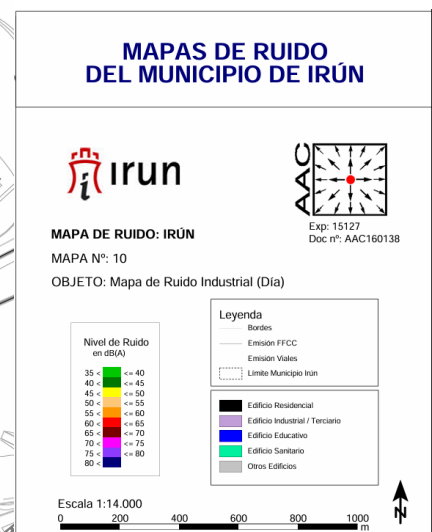 MAPAS DE RUIDO
DEL MUNICIPIO DE IRÚN
irun
AAC
MAPA DE RUIDO: IRÚN
Exp: 15127
Doc nº: AAC160138
MAPA Nº: 10
OBJETO: Mapa de Ruido Industrial (Día)
Nivel de Ruido
en dB(A)
35 < <= 40
40 < <= 45
45 < <= 50
50 < <= 55
55 < <= 60
60 < <= 65
65 < <= 70
70 < <= 75
75 < <= 80
80 <
Leyenda
Bordes
Emisión FFCC
Emisión Viales
Límite Municipio Irún
Edificio Residencial
Edificio Industrial / Terciario
Edificio Educativo
Edificio Sanitario
Otros Edificios
Escala 1:14.000
0 200 400 600 800 1000
m
N